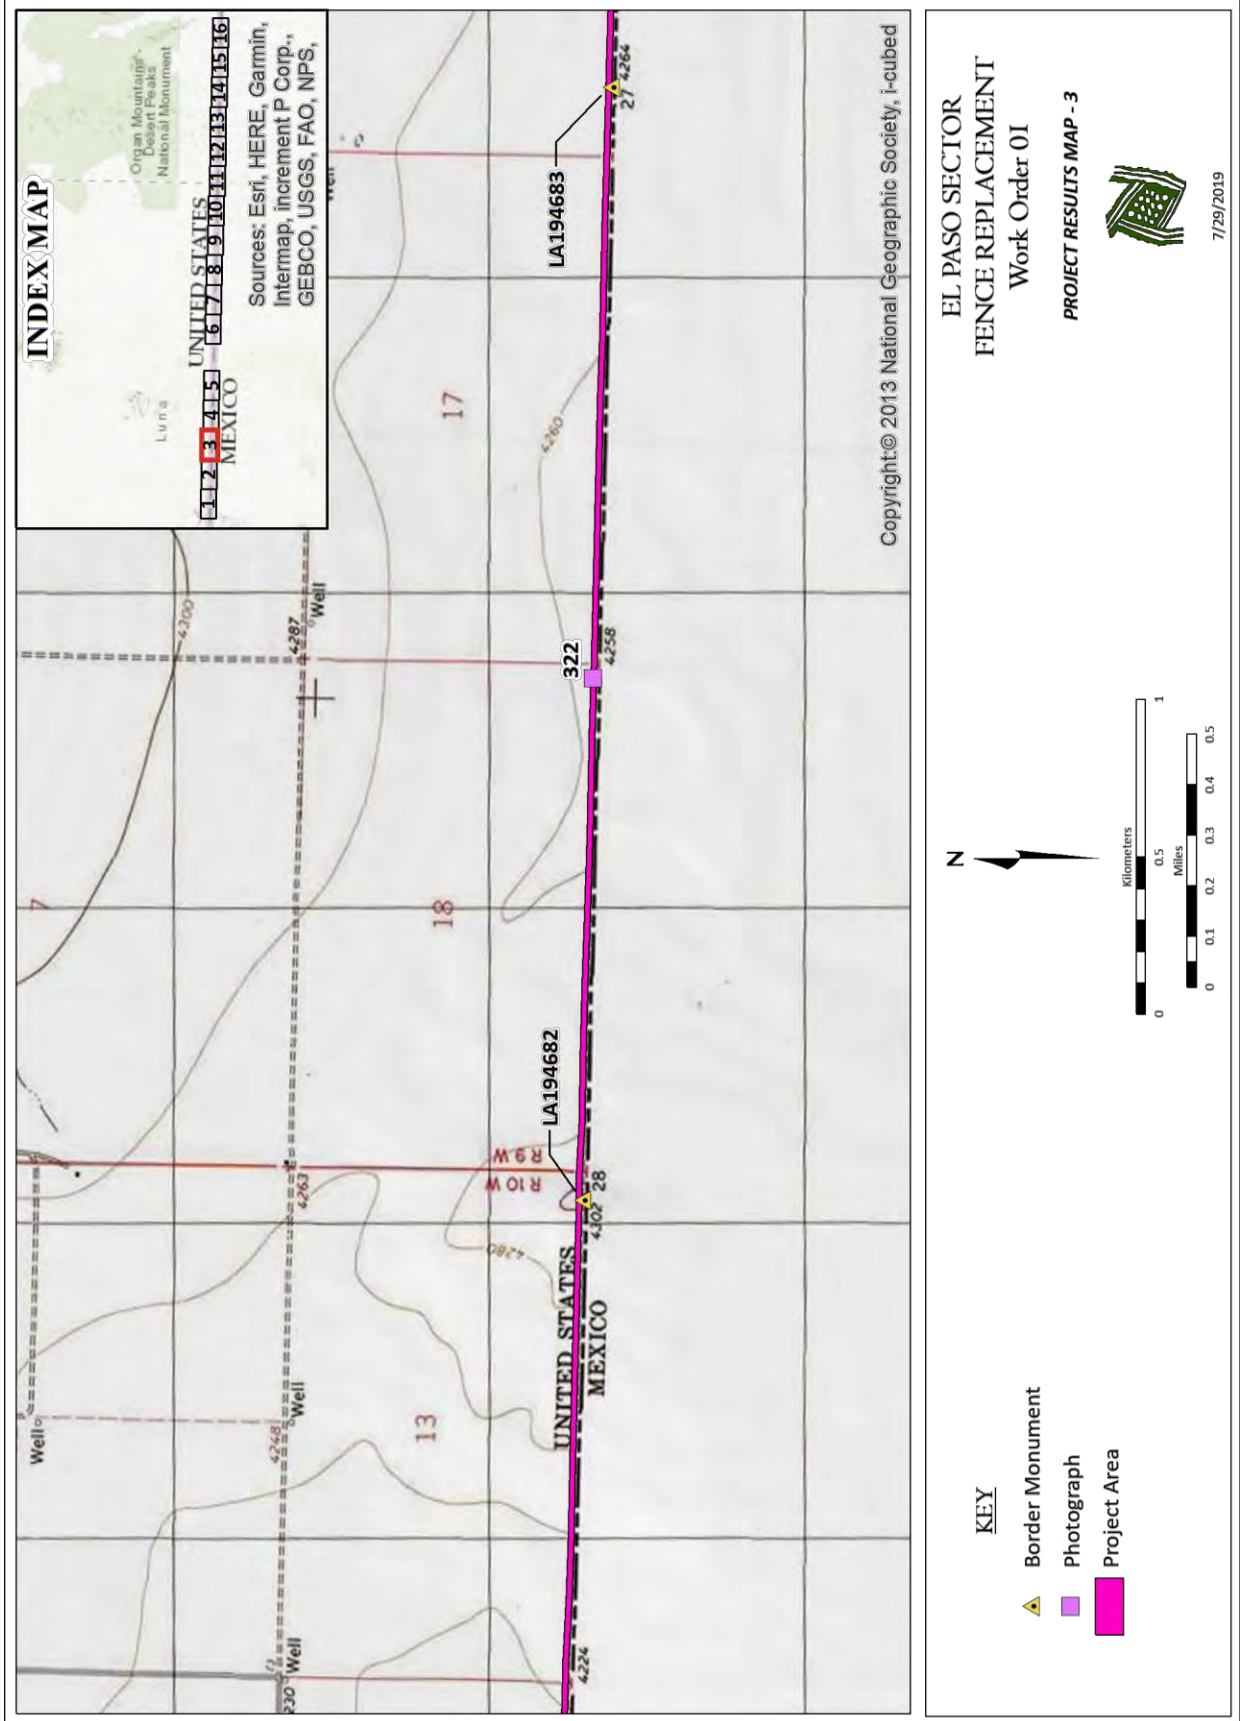 INDEX MAP
Organ Mountains-
Desert Peaks
National Monument
Luna
UNITED STATES
1 2 3 4 5 6 7 8 9 10 11 12 13 14 15 16
MEXICO
Sources: Esri, HERE, Garmin,
Intermap, increment P Corp.,
GEBCO, USGS, FAO, NPS,
7
Well
4300
4263
4287
Well
4248
Well
230
Well
Well
13
18
17
R 10 W
R 9 W
4280
4260
LA194682
322
LA194683
UNITED STATES
MEXICO
4224
4302
28
4258
27
4264
Copyright:© 2013 National Geographic Society, i-cubed
KEY
Border Monument
Photograph
Project Area
N
Kilometers
0 0.5 1
Miles
0 0.1 0.2 0.3 0.4 0.5
EL PASO SECTOR
FENCE REPLACEMENT
Work Order 01
PROJECT RESULTS MAP - 3
7/29/2019